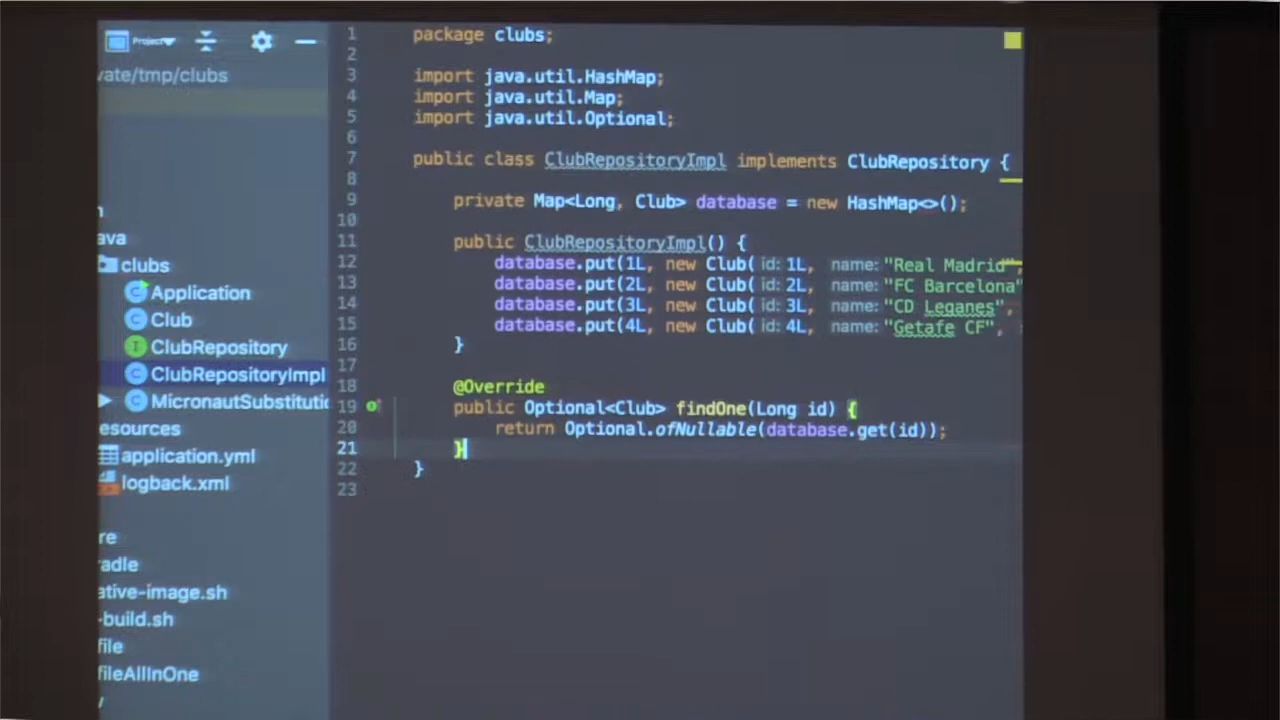 Project
vate/tmp/clubs
ava
clubs
Application
Club
ClubRepository
ClubRepositoryImpl
MicronautSubstitutio
esources
application.yml
logback.xml
re
radle
ative-image.sh
-build.sh
file
fileAllInOne
1 package clubs;
2
3 import java.util.HashMap;
4 import java.util.Map;
5 import java.util.Optional;
6
7 public class ClubRepositoryImpl implements ClubRepository {
8
9 private Map<Long, Club> database = new HashMap<>();
10
11 public ClubRepositoryImpl() {
12 database.put(1L, new Club( id: 1L, name: "Real Madrid",
13 database.put(2L, new Club( id: 2L, name: "FC Barcelona"
14 database.put(3L, new Club( id: 3L, name: "CD Leganes",
15 database.put(4L, new Club( id: 4L, name: "Getafe CF",
16 }
17
18 @Override
19 public Optional<Club> findOne(Long id) {
20 return Optional.ofNullable(database.get(id));
21 }
22 }
23